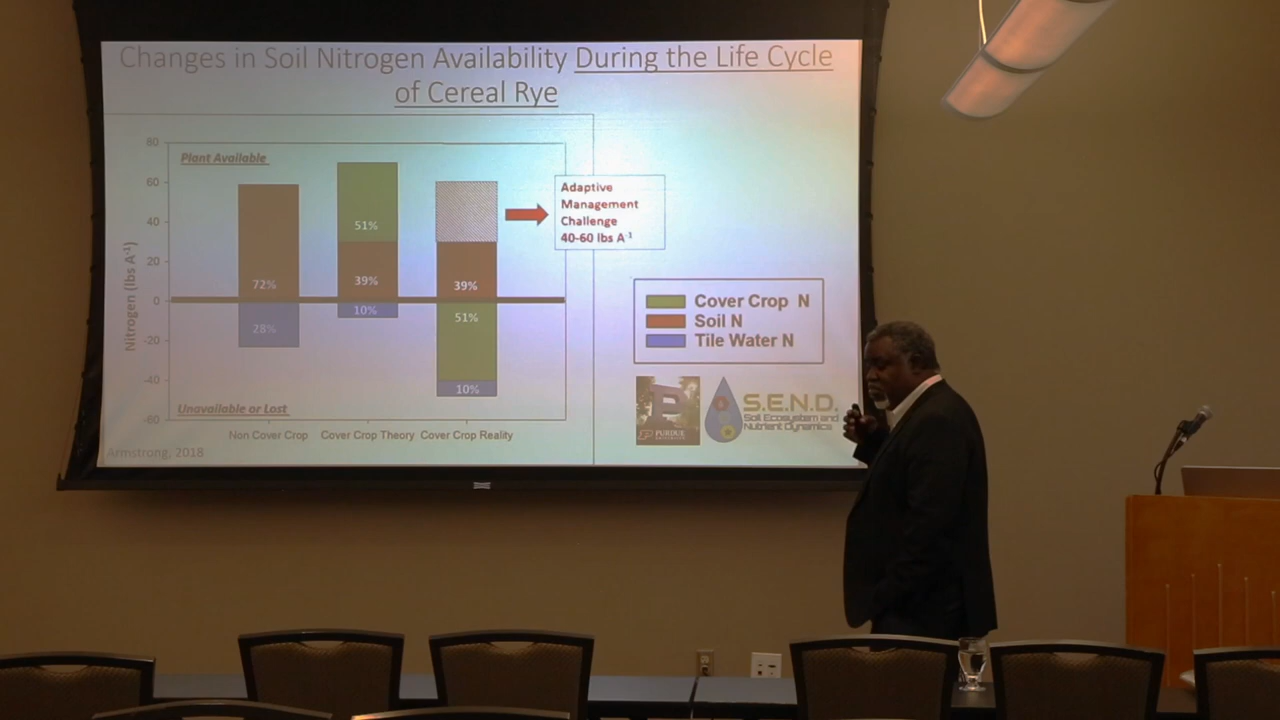 Changes in Soil Nitrogen Availability During the Life Cycle
of Cereal Rye
80
60
40
20
0
-20
-40
-60
Nitrogen (lbs A-1)
Plant Available
72%
28%
51%
39%
10%
39%
51%
10%
Unavailable or Lost
Non Cover Crop
Cover Crop Theory
Cover Crop Reality
Adaptive
Management
Challenge
40-60 lbs A-1
Cover Crop N
Soil N
Tile Water N
P
PURDUE
UNIVERSITY
S.E.N.D.
Soil Ecosystem and
Nutrient Dynamics
Armstrong, 2018